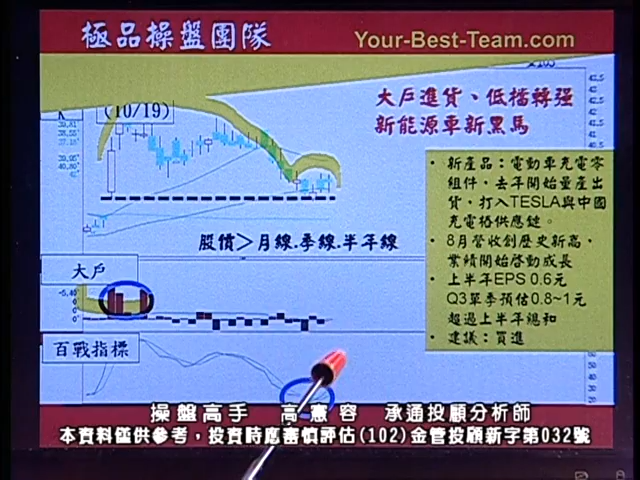 極品操盤團隊
Your-Best-Team.com
(10/19)
大戶進貨、低檔轉强
新能源車新黑馬
• 新產品：電動車充電零
組件，去年開始量產出
貨，打入TESLA與中國
充電樁供應鏈。
• 8月營收創歷史新高，
業績開始啓動成長
• 上半年EPS 0.6元
Q3單季預估0.8~1元
超過上半年總和
• 建議：買進
股價＞月線.季線.半年線
大戶
百戰指標
操盤高手 高憲容 承通投顧分析師
本資料僅供參考，投資時應審慎評估(102)金管投顧新字第032號